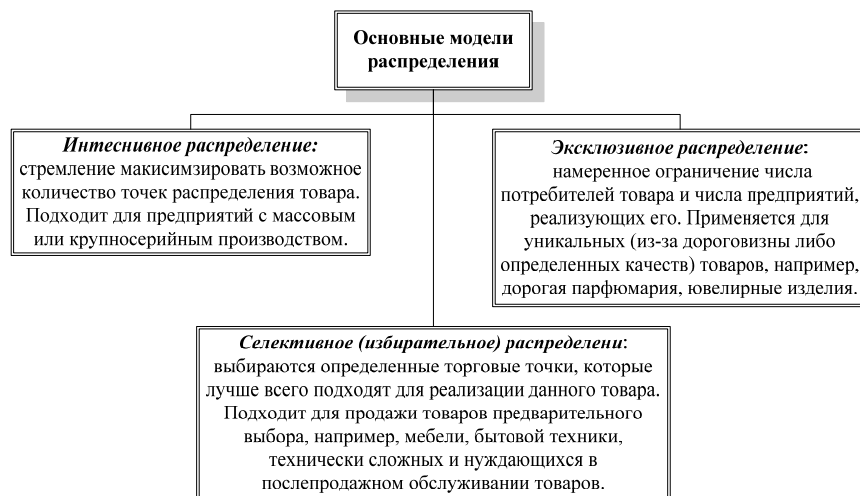 Основные модели
распределения
Интеснивное распределение:
стремление макисимзировать возможное
количество точек распределения товара.
Подходит для предприятий с массовым
или крупносерийным производством.
Эксклюзивное распределение:
намеренное ограничение числа
потребителей товара и числа предприятий,
реализующих его. Применяется для
уникальных (из-за дороговизны либо
определенных качеств) товаров, например,
дорогая парфюмария, ювелирные изделия.
Селективное (избирательное) распределени:
выбираются определенные торговые точки, которые
лучше всего подходят для реализации данного товара.
Подходит для продажи товаров предварительного
выбора, например, мебели, бытовой техники,
технически сложных и нуждающихся в
послепродажном обслуживании товаров.